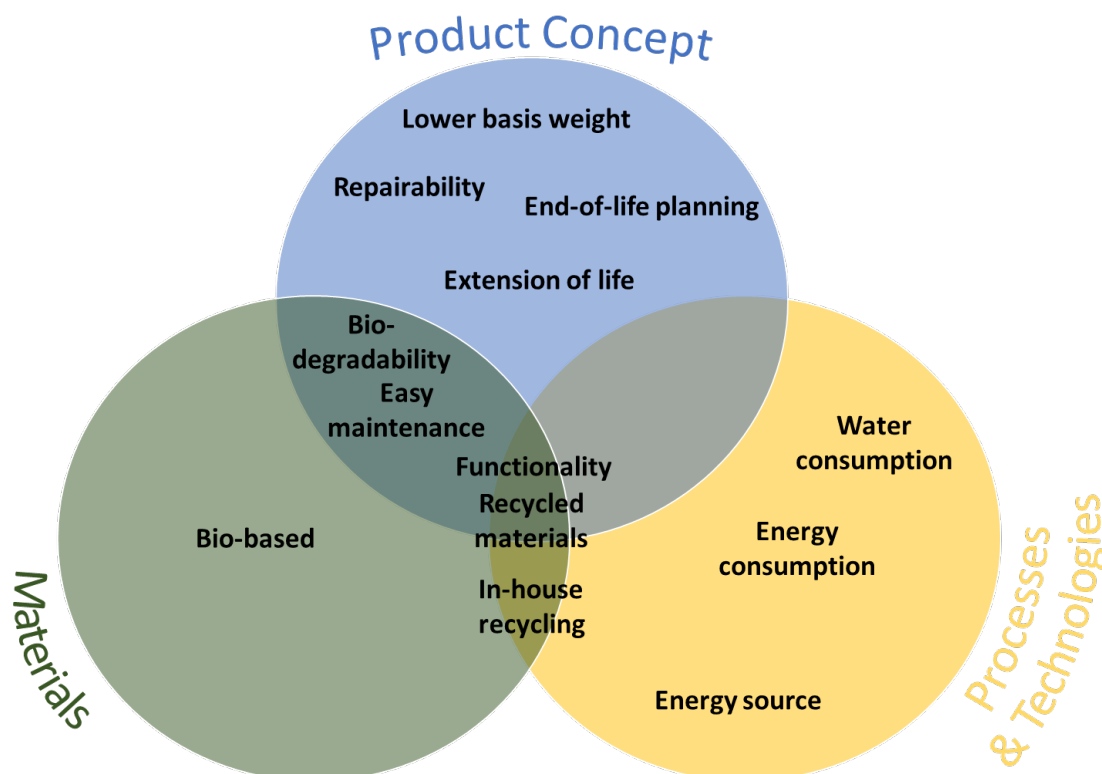 Product Concept
Lower basis weight
Repairability
End-of-life planning
Extension of life
Bio-
degradability
Easy
maintenance
Functionality
Recycled
materials
In-house
recycling
Bio-based
Water
consumption
Energy
consumption
Energy source
Materials
Processes
& Technologies